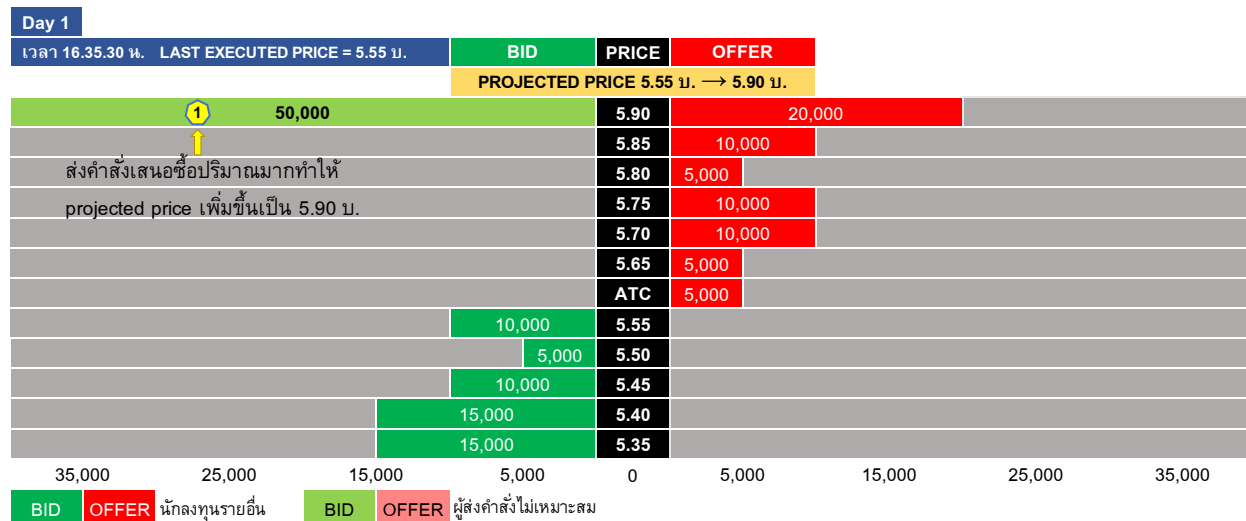 Day 1
เวลา 16.35.30 น. LAST EXECUTED PRICE = 5.55 บ. BID PRICE OFFER
PROJECTED PRICE 5.55 บ. → 5.90 บ.
1 50,000 5.90 20,000
5.85 10,000
ส่งคำสั่งเสนอซื้อปริมาณมากทำให้ 5.80 5,000
projected price เพิ่มขึ้นเป็น 5.90 บ. 5.75 10,000
5.70 10,000
5.65 5,000
ATC 5,000
10,000 5.55
5,000 5.50
10,000 5.45
15,000 5.40
15,000 5.35
35,000 25,000 15,000 5,000 0 5,000 15,000 25,000 35,000
BID OFFER นักลงทุนรายอื่น BID OFFER ผู้ส่งคำสั่งไม่เหมาะสม